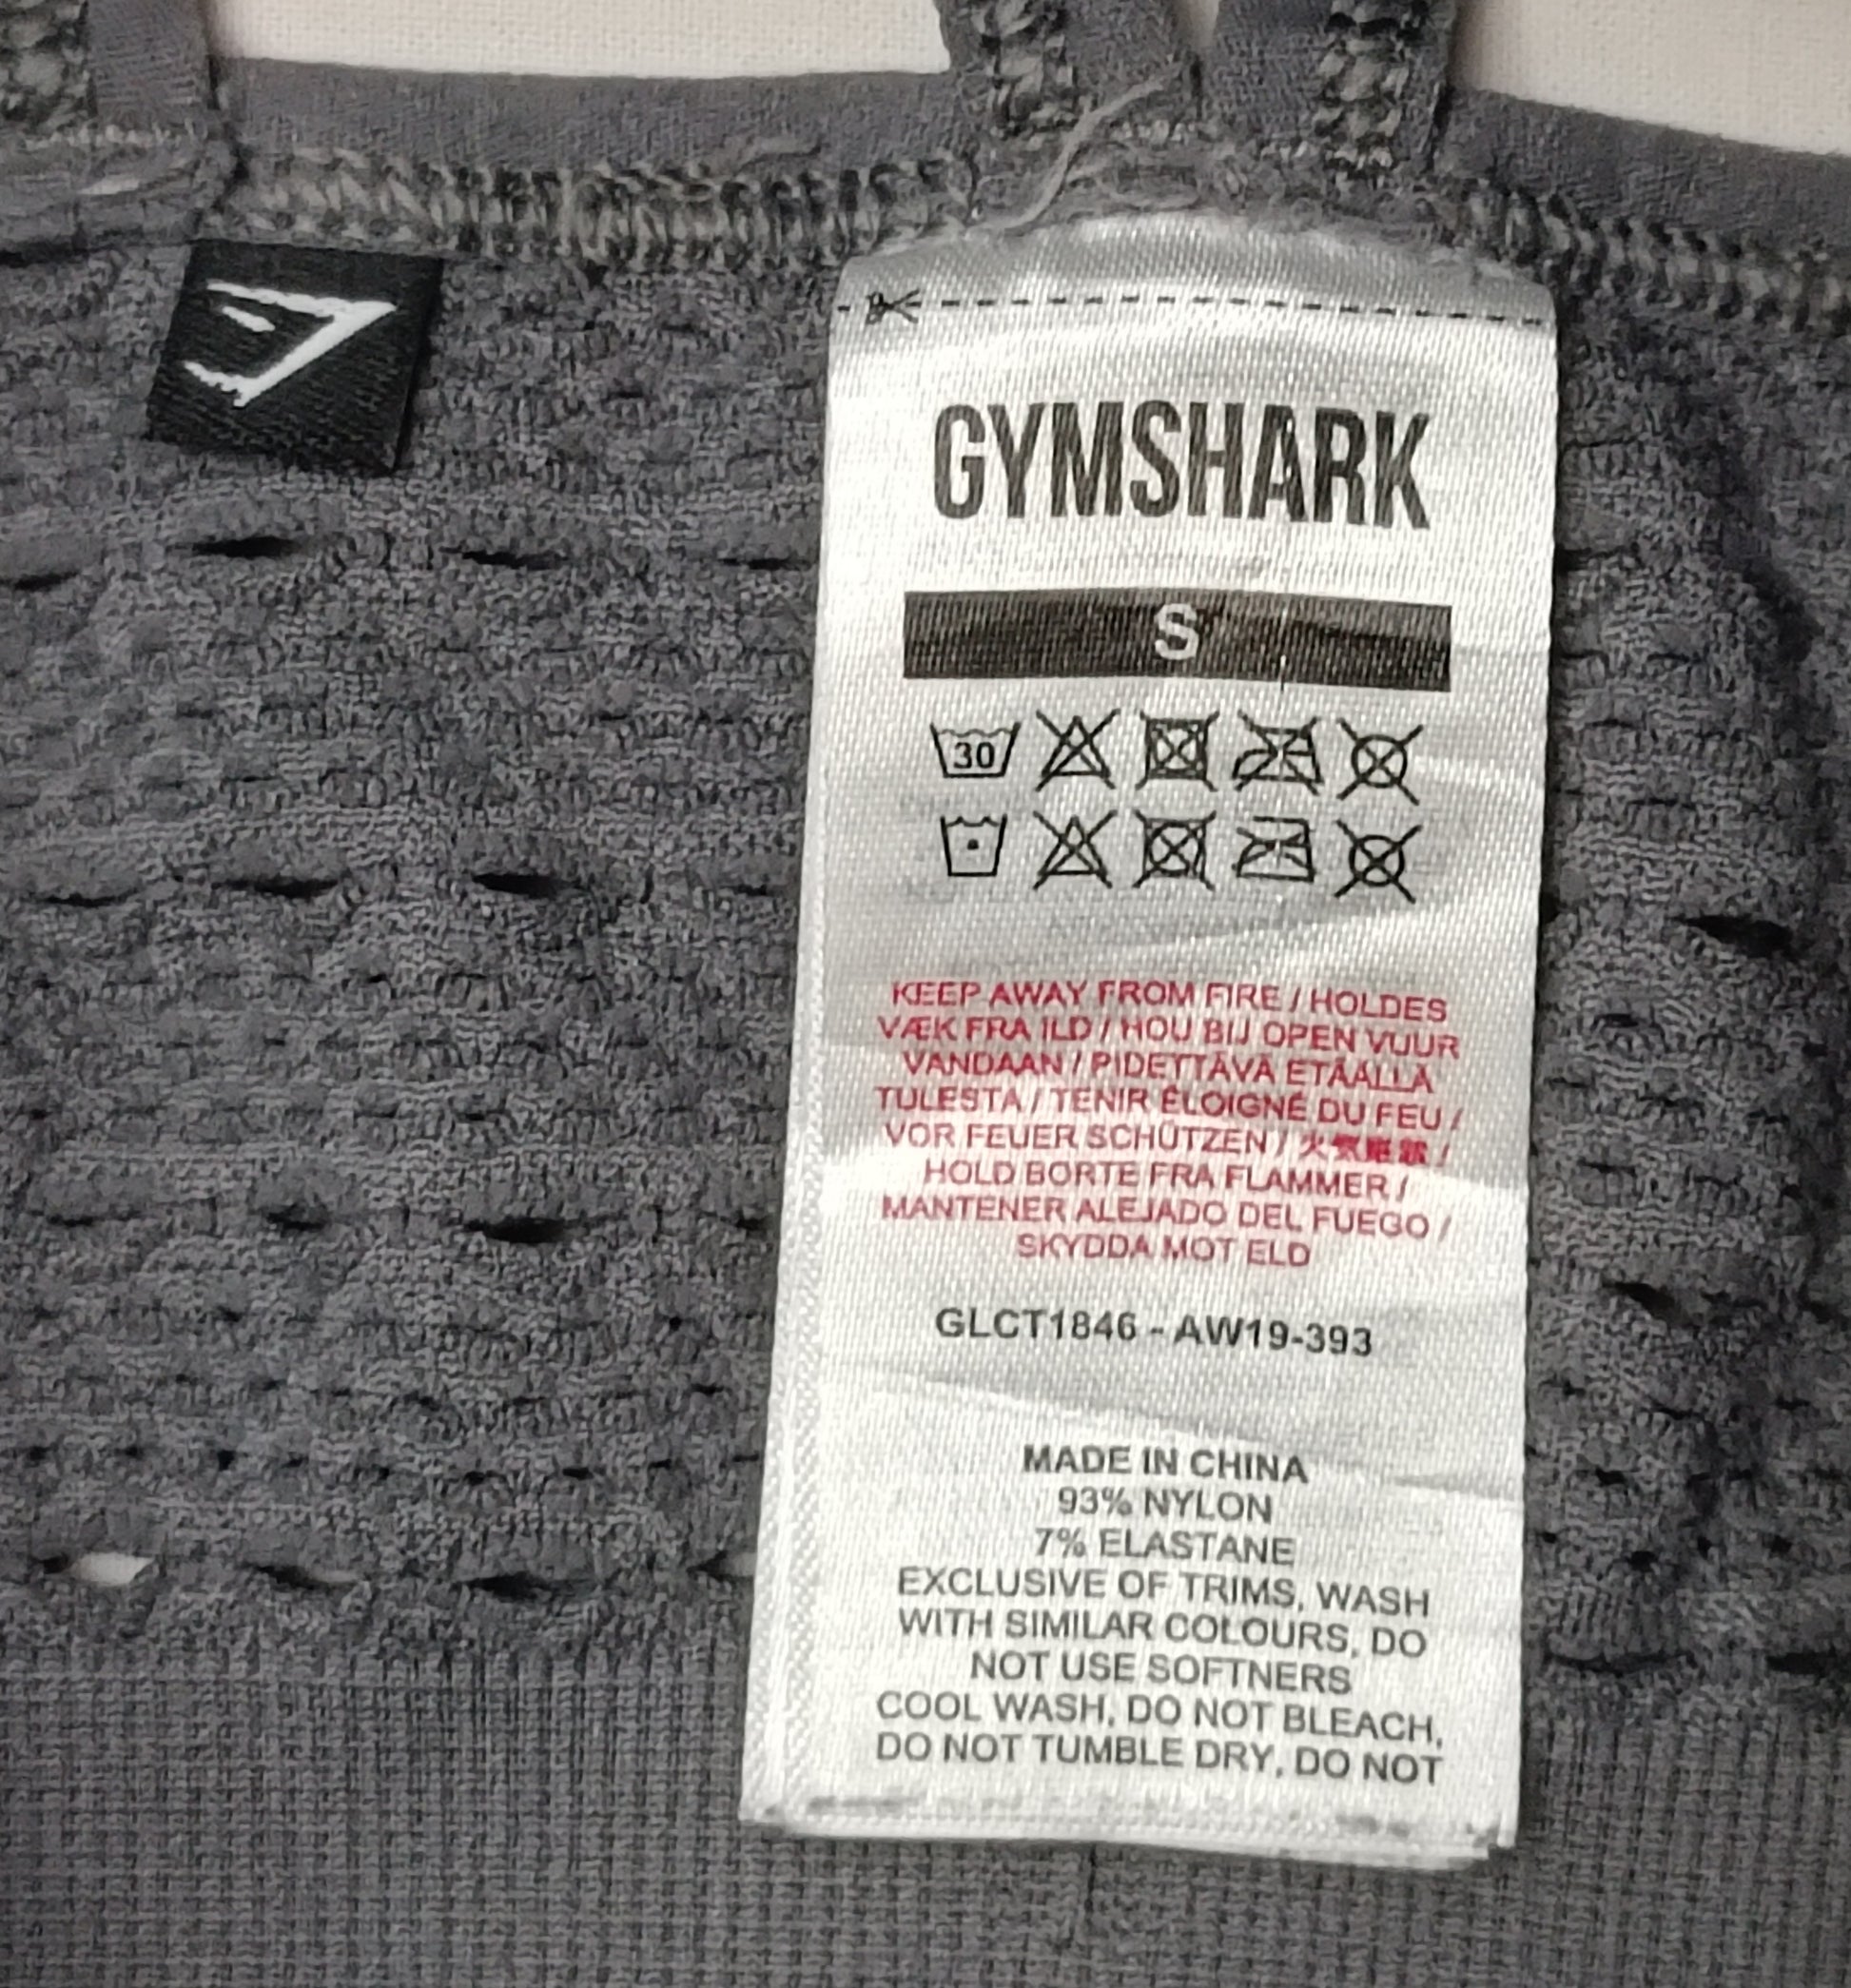 GYMSHARK
S
30
KEEP AWAY FROM FIRE / HOLDES
VÆK FRA ILD / HOU BIJ OPEN VUUR
VANDAAN / PIDETTÄVÄ ETÄÄLLÄ
TULESTA / TENIR ÉLOIGNÉ DU FEU /
VOR FEUER SCHÜTZEN / 火気厳禁 /
HOLD BORTE FRA FLAMMER /
MANTENER ALEJADO DEL FUEGO /
SKYDDA MOT ELD
GLCT1846 - AW19-393
MADE IN CHINA
93% NYLON
7% ELASTANE
EXCLUSIVE OF TRIMS, WASH
WITH SIMILAR COLOURS, DO
NOT USE SOFTNERS
COOL WASH, DO NOT BLEACH,
DO NOT TUMBLE DRY, DO NOT